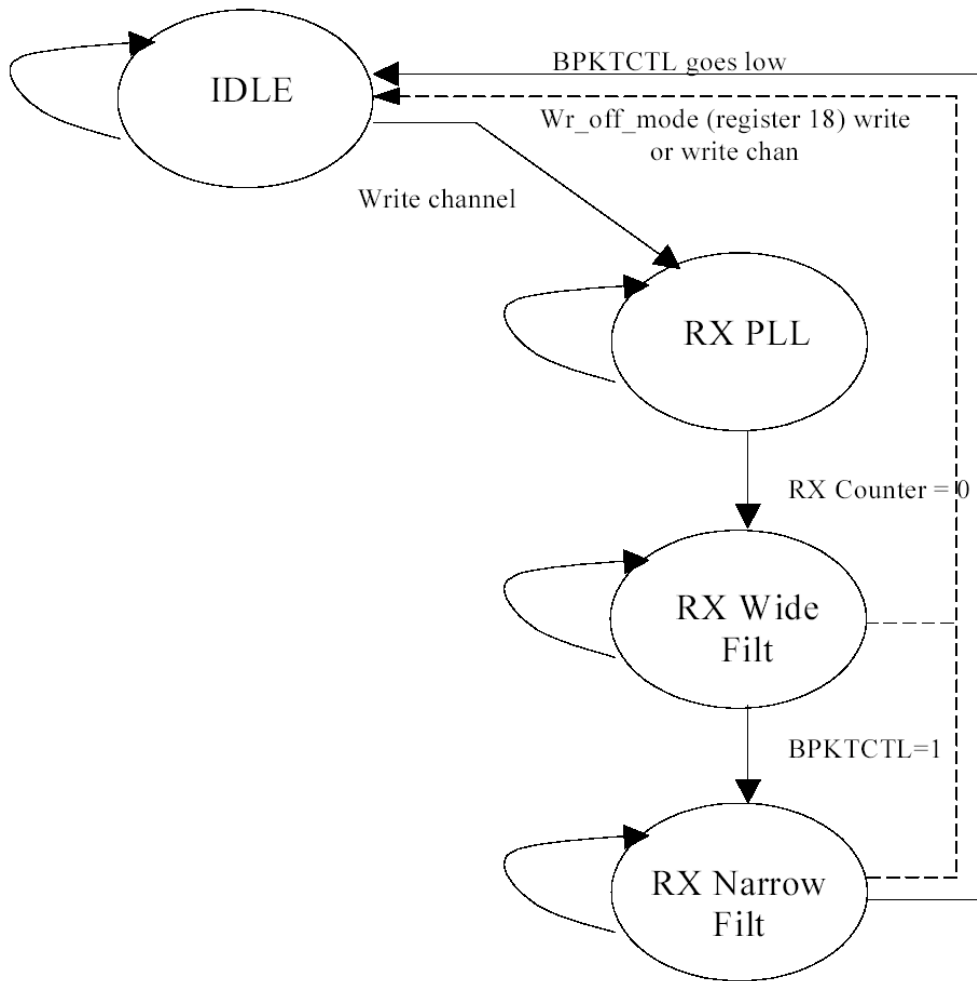 BPKTCTL goes low
IDLE
Wr_off_mode (register 18) write
or write chan
Write channel
RX PLL
RX Counter = 0
RX Wide
Filt
BPKTCTL=1
RX Narrow
Filt